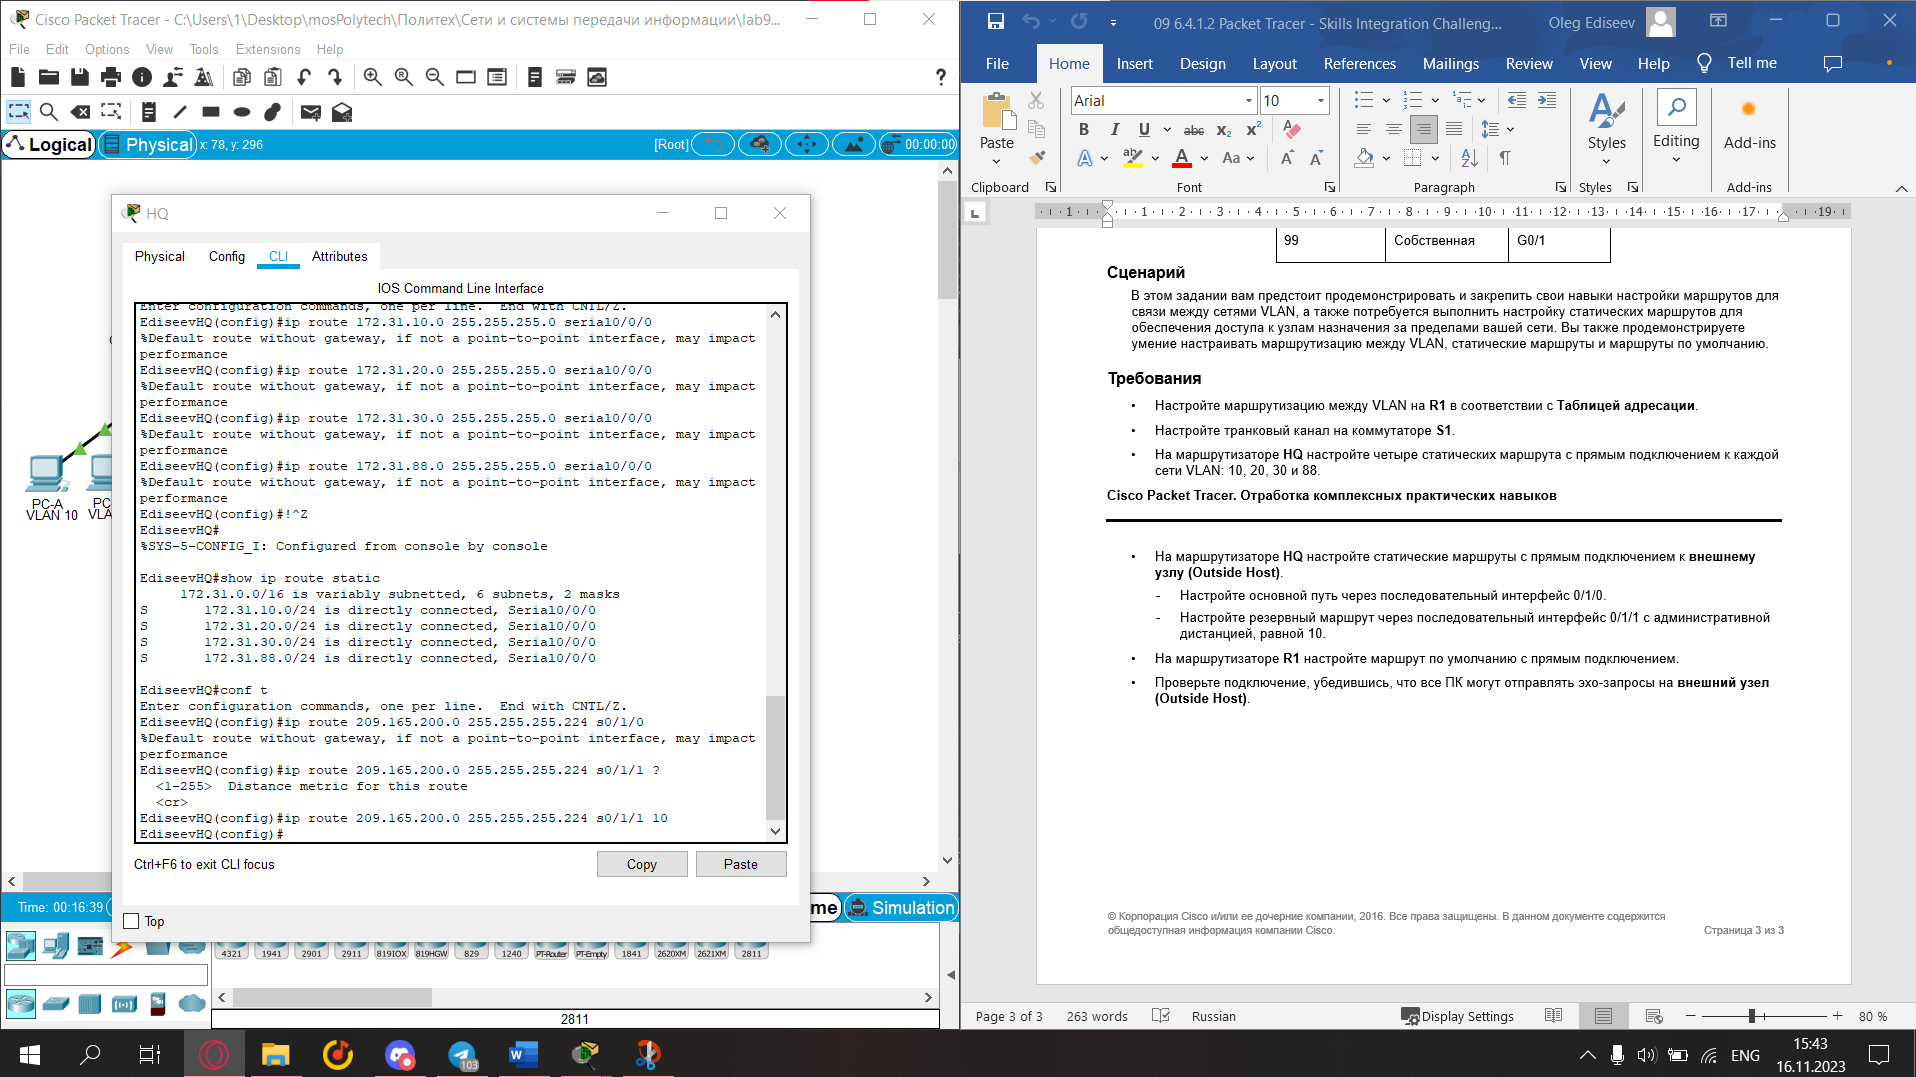 Cisco Packet Tracer - C:\Users\1\Desktop\mosPolytech\Политех\Сети и системы передачи информации\lab9...
File Edit Options View Tools Extensions Help
?
Logical
Physical
x: 78, y: 296
[Root]
00:00:00
PC-A
VLAN 10
PC
VLA
HQ
Physical Config CLI Attributes
IOS Command Line Interface
Enter configuration commands, one per line. End with CNTL/Z.
EdiseevHQ(config)#ip route 172.31.10.0 255.255.255.0 serial0/0/0
%Default route without gateway, if not a point-to-point interface, may impact
performance
EdiseevHQ(config)#ip route 172.31.20.0 255.255.255.0 serial0/0/0
%Default route without gateway, if not a point-to-point interface, may impact
performance
EdiseevHQ(config)#ip route 172.31.30.0 255.255.255.0 serial0/0/0
%Default route without gateway, if not a point-to-point interface, may impact
performance
EdiseevHQ(config)#ip route 172.31.88.0 255.255.255.0 serial0/0/0
%Default route without gateway, if not a point-to-point interface, may impact
performance
EdiseevHQ(config)#!^Z
EdiseevHQ#
%SYS-5-CONFIG_I: Configured from console by console
EdiseevHQ#show ip route static
172.31.0.0/16 is variably subnetted, 6 subnets, 2 masks
S 172.31.10.0/24 is directly connected, Serial0/0/0
S 172.31.20.0/24 is directly connected, Serial0/0/0
S 172.31.30.0/24 is directly connected, Serial0/0/0
S 172.31.88.0/24 is directly connected, Serial0/0/0
EdiseevHQ#conf t
Enter configuration commands, one per line. End with CNTL/Z.
EdiseevHQ(config)#ip route 209.165.200.0 255.255.255.224 s0/1/0
%Default route without gateway, if not a point-to-point interface, may impact
performance
EdiseevHQ(config)#ip route 209.165.200.0 255.255.255.224 s0/1/1 ?
<1-255> Distance metric for this route
<cr>
EdiseevHQ(config)#ip route 209.165.200.0 255.255.255.224 s0/1/1 10
EdiseevHQ(config)#
Ctrl+F6 to exit CLI focus
Copy
Paste
Top
Time: 00:16:39
me
Simulation
4321 1941 2901 2911 819IOX 819HGW 829 1240 PT-Router PT-Empty 1841 2620XM 2621XM 2811
2811
09 6.4.1.2 Packet Tracer - Skills Integration Challeng...
Oleg Ediseev
File Home Insert Design Layout References Mailings Review View Help Tell me
Paste
Clipboard
Arial
10
Font
Paragraph
Styles
Styles
Editing
Add-ins
Add-ins
1 1 2 3 4 5 6 7 8 9 10 11 12 13 14 15 16 17 19
99 Собственная G0/1
Сценарий
В этом задании вам предстоит продемонстрировать и закрепить свои навыки настройки маршрутов для
связи между сетями VLAN, а также потребуется выполнить настройку статических маршрутов для
обеспечения доступа к узлам назначения за пределами вашей сети. Вы также продемонстрируете
умение настраивать маршрутизацию между VLAN, статические маршруты и маршруты по умолчанию.
Требования
• Настройте маршрутизацию между VLAN на R1 в соответствии с Таблицей адресации.
• Настройте транковый канал на коммутаторе S1.
• На маршрутизаторе HQ настройте четыре статических маршрута с прямым подключением к каждой
сети VLAN: 10, 20, 30 и 88.
Cisco Packet Tracer. Отработка комплексных практических навыков
• На маршрутизаторе HQ настройте статические маршруты с прямым подключением к внешнему
узлу (Outside Host).
- Настройте основной путь через последовательный интерфейс 0/1/0.
- Настройте резервный маршрут через последовательный интерфейс 0/1/1 с административной
дистанцией, равной 10.
• На маршрутизаторе R1 настройте маршрут по умолчанию с прямым подключением.
• Проверьте подключение, убедившись, что все ПК могут отправлять эхо-запросы на внешний узел
(Outside Host).
© Корпорация Cisco и/или ее дочерние компании, 2016. Все права защищены. В данном документе содержится
общедоступная информация компании Cisco.
Страница 3 из 3
Page 3 of 3 263 words Russian Display Settings 80 %
103
ENG
15:43
16.11.2023